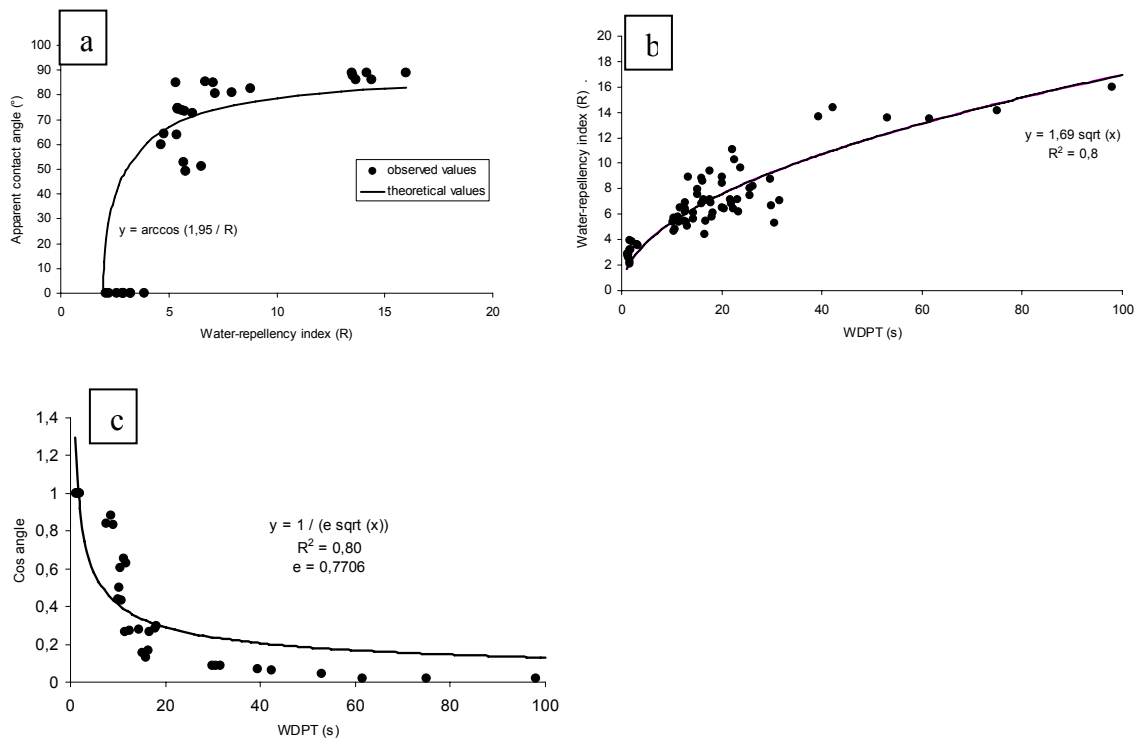 a
100
90
80
70
60
50
40
30
20
10
0
0 5 10 15 20
Apparent contact angle (°)
Water-repellency index (R)
observed values
theoretical values
y = arccos (1,95 / R)
b
20
18
16
14
12
10
8
6
4
2
0
0 20 40 60 80 100
Water-repellency index (R) .
WDPT (s)
y = 1,69 sqrt (x)
R² = 0,8
c
1,4
1,2
1
0,8
0,6
0,4
0,2
0
0 20 40 60 80 100
Cos angle
WDPT (s)
y = 1 / (e sqrt (x))
R² = 0,80
e = 0,7706